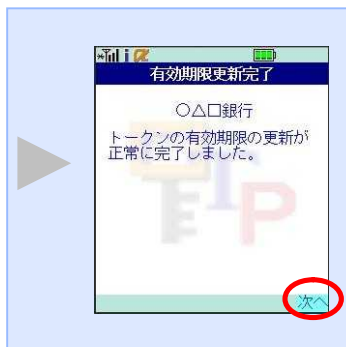 有効期限更新完了
○△□銀行
トークンの有効期限の更新が
正常に完了しました。
次へ